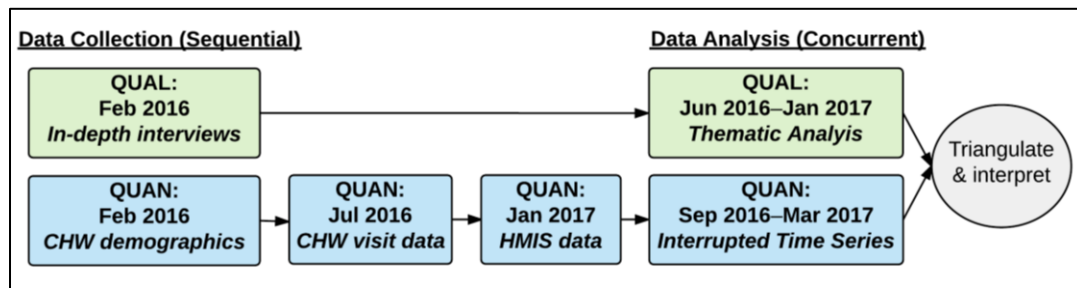 Data Collection (Sequential)
Data Analysis (Concurrent)
QUAL:
Feb 2016
In-depth interviews
QUAL:
Jun 2016–Jan 2017
Thematic Analyis
Triangulate
& interpret
QUAN:
Feb 2016
CHW demographics
QUAN:
Jul 2016
CHW visit data
QUAN:
Jan 2017
HMIS data
QUAN:
Sep 2016–Mar 2017
Interrupted Time Series